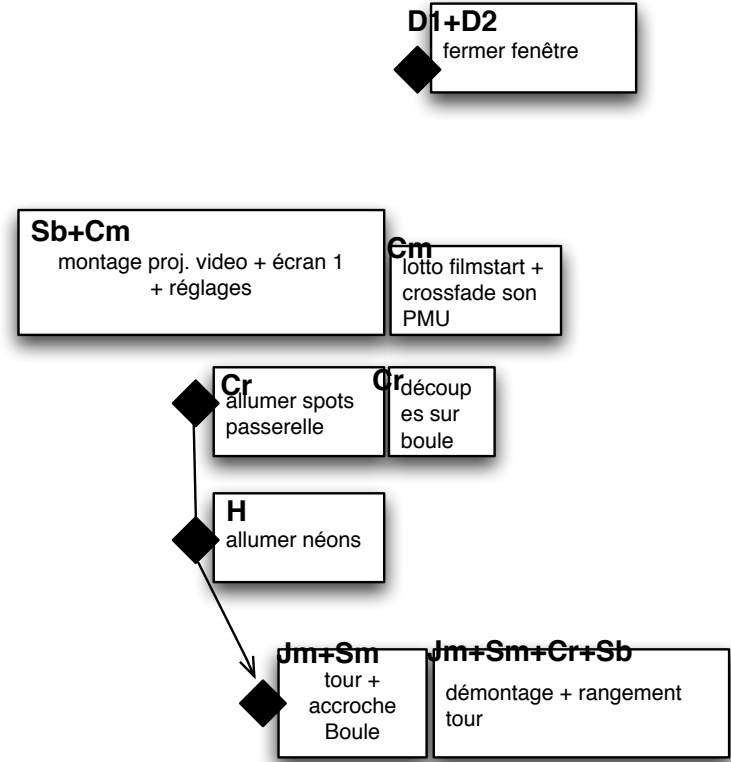 D1+D2
fermer fenêtre
Sb+Cm
montage proj. video + écran 1
+ réglages
Cm
lotto filmstart +
crossfade son
PMU
Cr
allumer spots
passerelle
Cr
découp
es sur
boule
H
allumer néons
Jm+Sm
tour +
accroche
Boule
Jm+Sm+Cr+Sb
démontage + rangement
tour